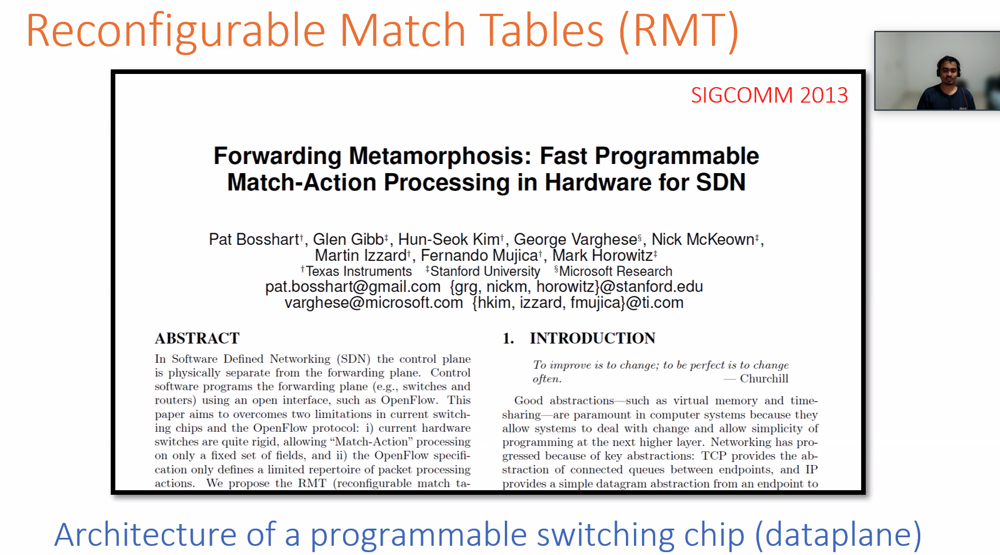 Reconfigurable Match Tables (RMT)
SIGCOMM 2013
Forwarding Metamorphosis: Fast Programmable
Match-Action Processing in Hardware for SDN
Pat Bosshart†, Glen Gibb‡, Hun-Seok Kim†, George Varghese§, Nick McKeown‡,
Martin Izzard†, Fernando Mujica†, Mark Horowitz‡
†Texas Instruments ‡Stanford University §Microsoft Research
pat.bosshart@gmail.com {grg, nickm, horowitz}@stanford.edu
varghese@microsoft.com {hkim, izzard, fmujica}@ti.com
ABSTRACT
In Software Defined Networking (SDN) the control plane
is physically separate from the forwarding plane. Control
software programs the forwarding plane (e.g., switches and
routers) using an open interface, such as OpenFlow. This
paper aims to overcomes two limitations in current switch-
ing chips and the OpenFlow protocol: i) current hardware
switches are quite rigid, allowing “Match-Action” processing
on only a fixed set of fields, and ii) the OpenFlow specifi-
cation only defines a limited repertoire of packet processing
actions. We propose the RMT (reconfigurable match ta-
1. INTRODUCTION
To improve is to change; to be perfect is to change
often. — Churchill
Good abstractions—such as virtual memory and time-
sharing—are paramount in computer systems because they
allow systems to deal with change and allow simplicity of
programming at the next higher layer. Networking has pro-
gressed because of key abstractions: TCP provides the ab-
straction of connected queues between endpoints, and IP
provides a simple datagram abstraction from an endpoint to
Architecture of a programmable switching chip (dataplane)